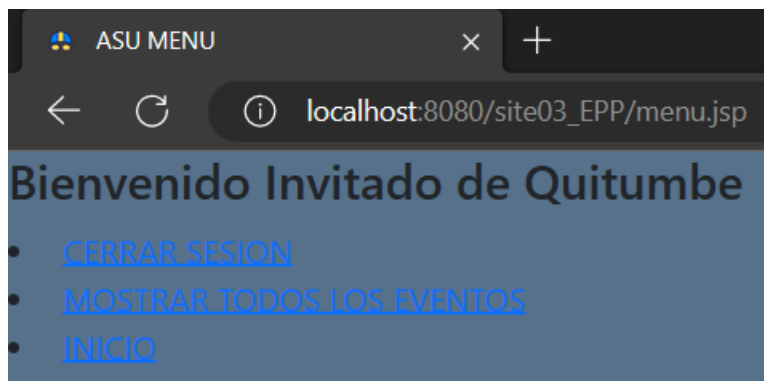 ASU MENU
localhost:8080/site03_EPP/menu.jsp
Bienvenido Invitado de Quitumbe
CERRAR SESION
MOSTRAR TODOS LOS EVENTOS
INICIO